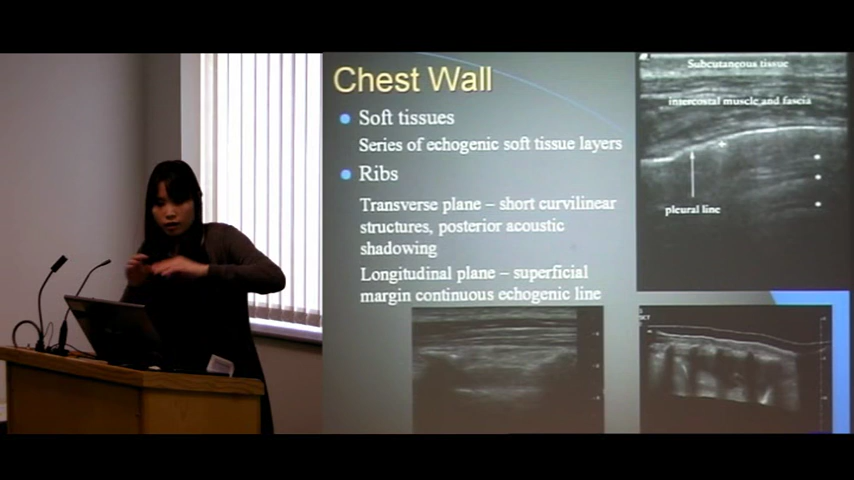 Chest Wall
Soft tissues
Series of echogenic soft tissue layers
Ribs
Transverse plane – short curvilinear
structures, posterior acoustic
shadowing
Longitudinal plane – superficial
margin continuous echogenic line
Subcutaneous tissue
intercostal muscle and fascia
pleural line